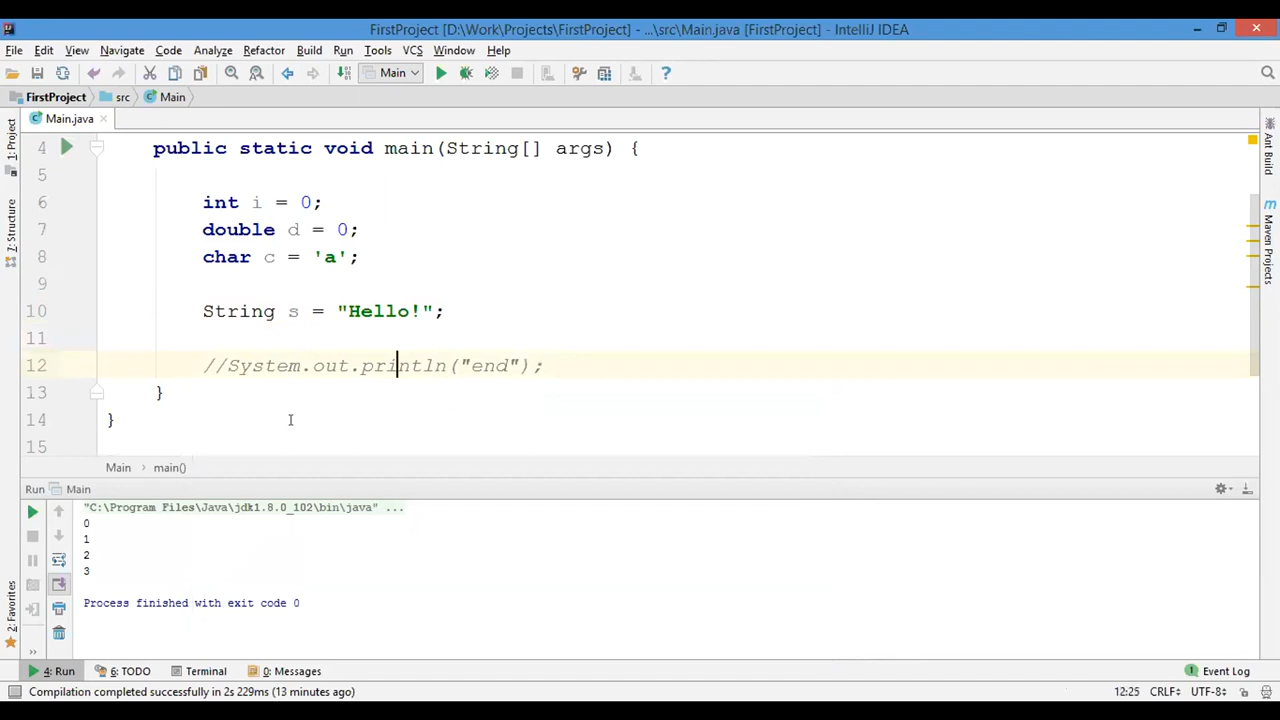 FirstProject [D:\Work\Projects\FirstProject] - ...\src\Main.java [FirstProject] - IntelliJ IDEA
File Edit View Navigate Code Analyze Refactor Build Run Tools VCS Window Help
Main
FirstProject src Main
Main.java
1: Project
Z: Structure
2: Favorites
4 public static void main(String[] args) {
5
6 int i = 0;
7 double d = 0;
8 char c = 'a';
9
10 String s = "Hello!";
11
12 //System.out.println("end");
13 }
14 }
15
Ant Build
Maven Projects
Main main()
Run Main
"C:\Program Files\Java\jdk1.8.0_102\bin\java" ...
0
1
2
3
Process finished with exit code 0
4: Run 6: TODO Terminal 0: Messages Event Log
Compilation completed successfully in 2s 229ms (13 minutes ago) 12:25 CRLF UTF-8